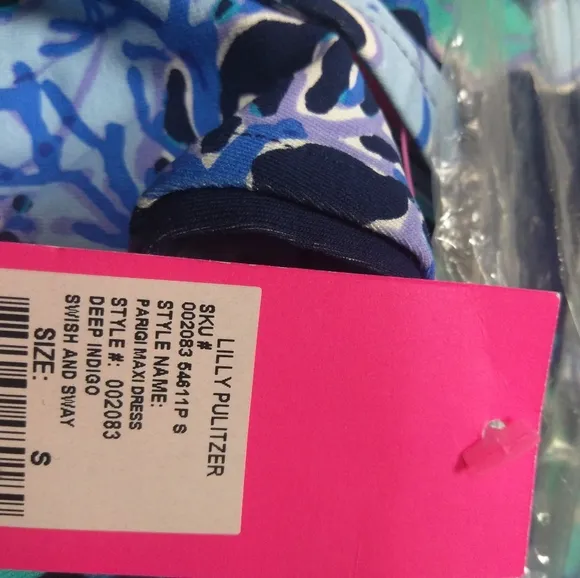 LILLY PULITZER
SKU #
002083 54611P S
STYLE NAME:
PARIGI MAXI DRESS
STYLE #: 002083
DEEP INDIGO
SWISH AND SWAY
SIZE: S